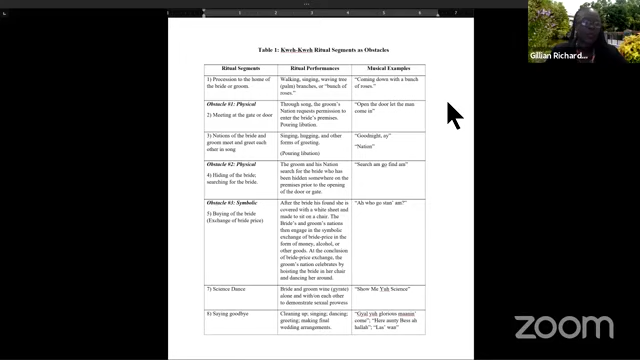 Table 1: Kweh-Kweh Ritual Segments as Obstacles
Ritual Segments
Ritual Performances
Musical Examples
1) Procession to the home
of the bride or groom.
Walking, singing, waving tree
(palm) branches, or "bunch of
roses."
"Coming down with a bunch
of roses."
Obstacle #1: Physical
2) Meeting at the gate or door
Through song, the groom's
Nation requests permission to
enter the bride's premises.
Pouring libation.
"Open the door let the man
come in"
3) Nations of the bride and
groom meet and greet each
other in song
Singing, hugging, and other
forms of greeting.
(Pouring libation)
"Goodnight, ay"
"Nation"
Obstacle #2: Physical
4) Hiding of the bride;
searching for the bride.
The groom and his Nation
search for the bride who has
been hidden somewhere on the
premises prior to the opening
of the door or gate.
"Search am go find am"
Obstacle #3: Symbolic
5) Buying of the bride
(Exchange of bride price)
After the bride his found she is
covered with a white sheet and
made to sit on a chair. The
Bride's and groom's nations
then engage in the symbolic
exchange of bride-price in the
form of money, alcohol, or
other goods. At the conclusion
of bride-price exchange, the
groom's nation celebrates by
hoisting the bride in her chair
and dancing her around.
"Ah who go stan' am?"
7) Science Dance
Bride and groom wine (gyrate)
alone and with/on each other
to demonstrate sexual prowess
"Show Me Yuh Science"
8) Saying goodbye
Cleaning up, singing; dancing;
greeting; making final
wedding arrangements.
"Gyal yuh glorious maanin'
come"; "Here aunty Bess ah
hallah"; "Las' wan"
Gillian Richard...
zoom